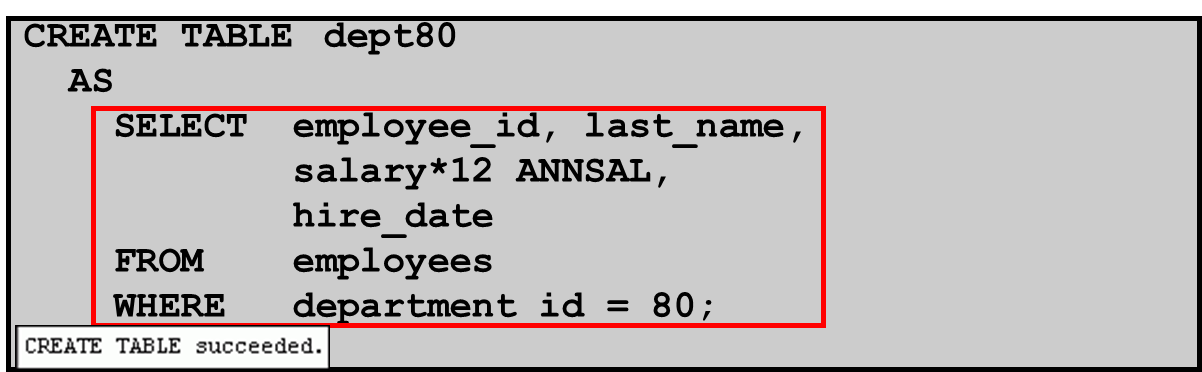 CREATE TABLE dept80
AS
SELECT employee_id, last_name,
salary*12 ANNSAL,
hire_date
FROM employees
WHERE department id = 80;
CREATE TABLE succeeded.